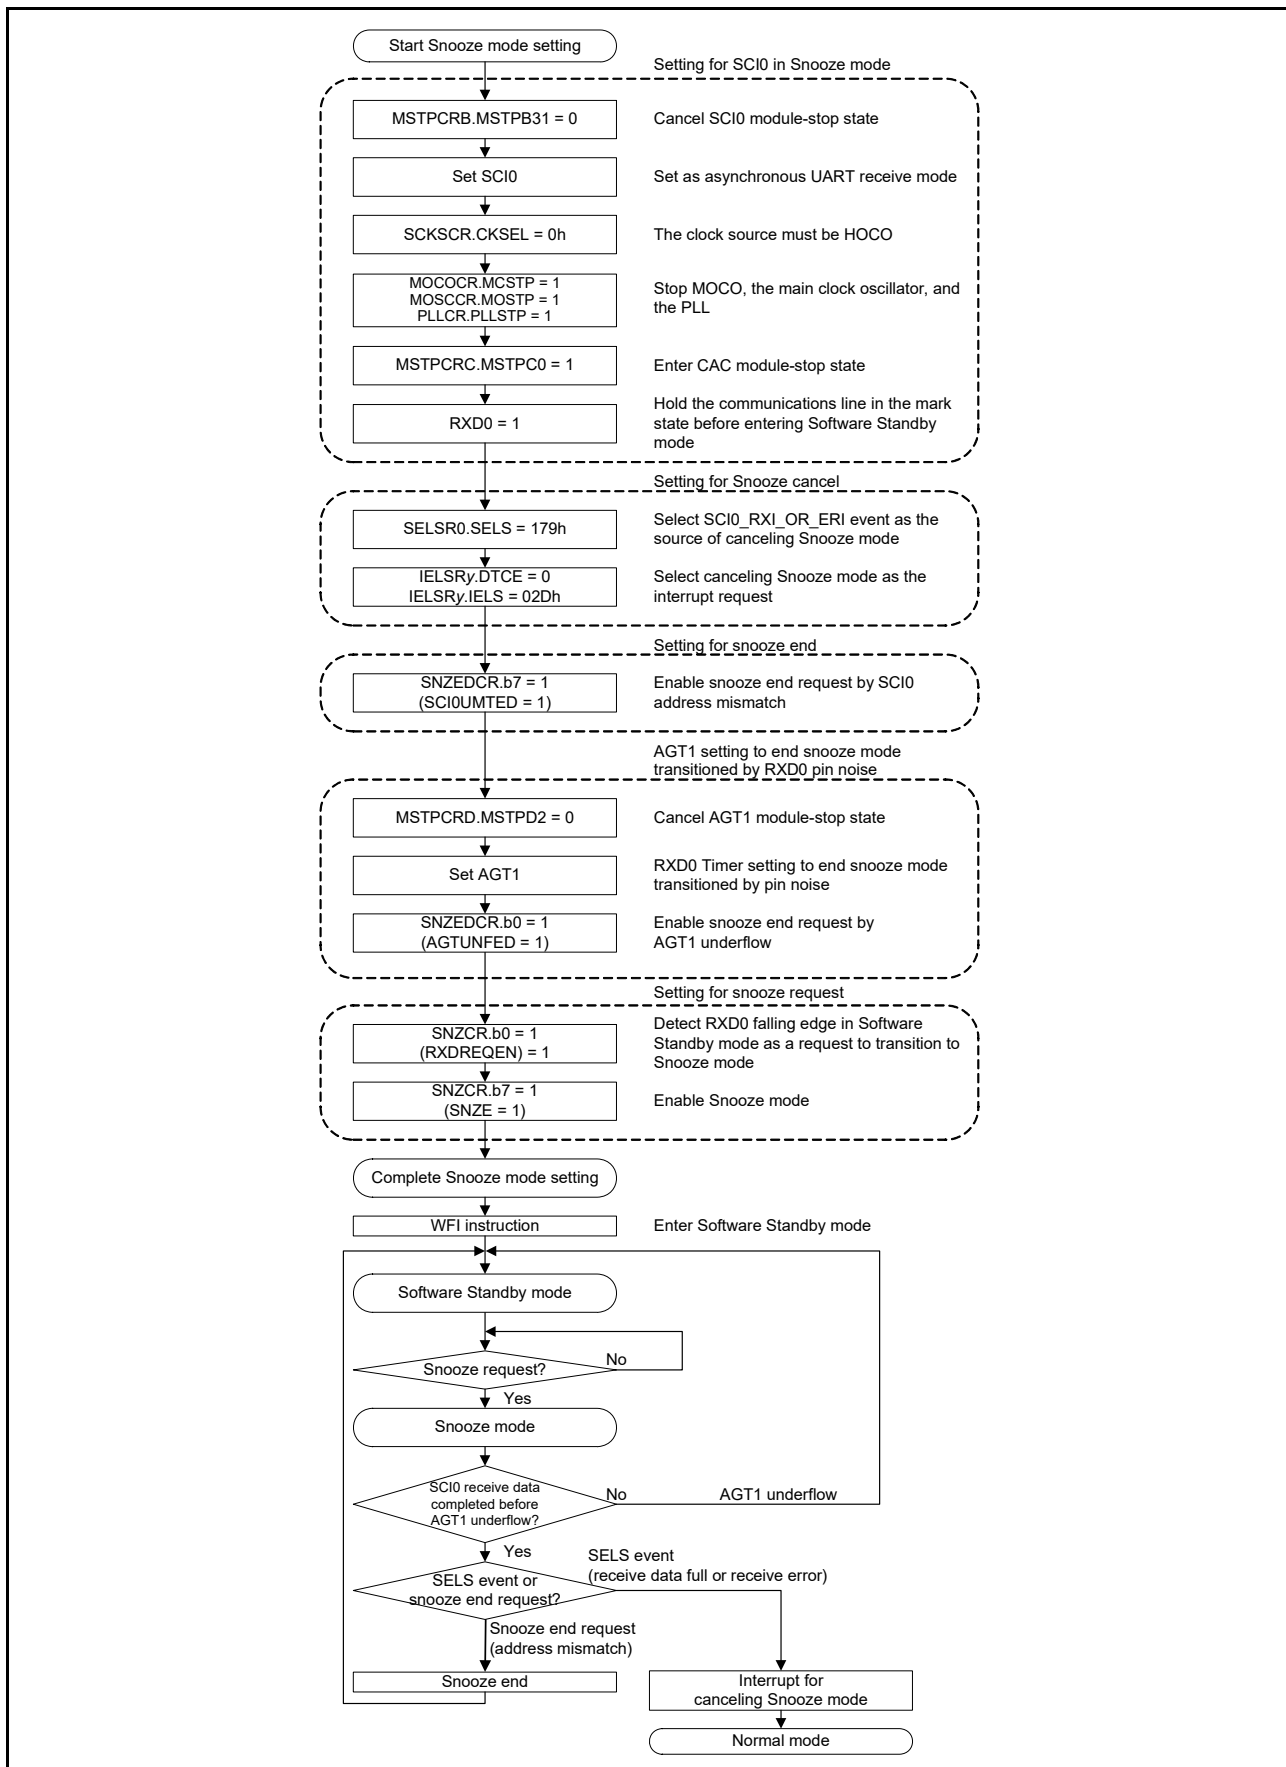 Start Snooze mode setting
Setting for SCI0 in Snooze mode
MSTPCRB.MSTPB31 = 0
Cancel SCI0 module-stop state
Set SCI0
Set as asynchronous UART receive mode
SCKSCR.CKSEL = 0h
The clock source must be HOCO
MOCOCR.MCSTP = 1
MOSCCR.MOSTP = 1
PLLCR.PLLSTP = 1
Stop MOCO, the main clock oscillator, and
the PLL
MSTPCRC.MSTPC0 = 1
Enter CAC module-stop state
RXD0 = 1
Hold the communications line in the mark
state before entering Software Standby
mode
Setting for Snooze cancel
SELSR0.SELS = 179h
Select SCI0_RXI_OR_ERI event as the
source of canceling Snooze mode
IELSRy.DTCE = 0
IELSRy.IELS = 02Dh
Select canceling Snooze mode as the
interrupt request
Setting for snooze end
SNZEDCR.b7 = 1
(SCI0UMTED = 1)
Enable snooze end request by SCI0
address mismatch
AGT1 setting to end snooze mode
transitioned by RXD0 pin noise
MSTPCRD.MSTPD2 = 0
Cancel AGT1 module-stop state
Set AGT1
RXD0 Timer setting to end snooze mode
transitioned by pin noise
SNZEDCR.b0 = 1
(AGTUNFED = 1)
Enable snooze end request by
AGT1 underflow
Setting for snooze request
SNZCR.b0 = 1
(RXDREQEN) = 1
Detect RXD0 falling edge in Software
Standby mode as a request to transition to
Snooze mode
SNZCR.b7 = 1
(SNZE = 1)
Enable Snooze mode
Complete Snooze mode setting
WFI instruction
Enter Software Standby mode
Software Standby mode
Snooze request?
No
Yes
Snooze mode
SCI0 receive data
completed before
AGT1 underflow?
No
AGT1 underflow
Yes
SELS event
(receive data full or receive error)
SELS event or
snooze end request?
Snooze end request
(address mismatch)
Snooze end
Interrupt for
canceling Snooze mode
Normal mode